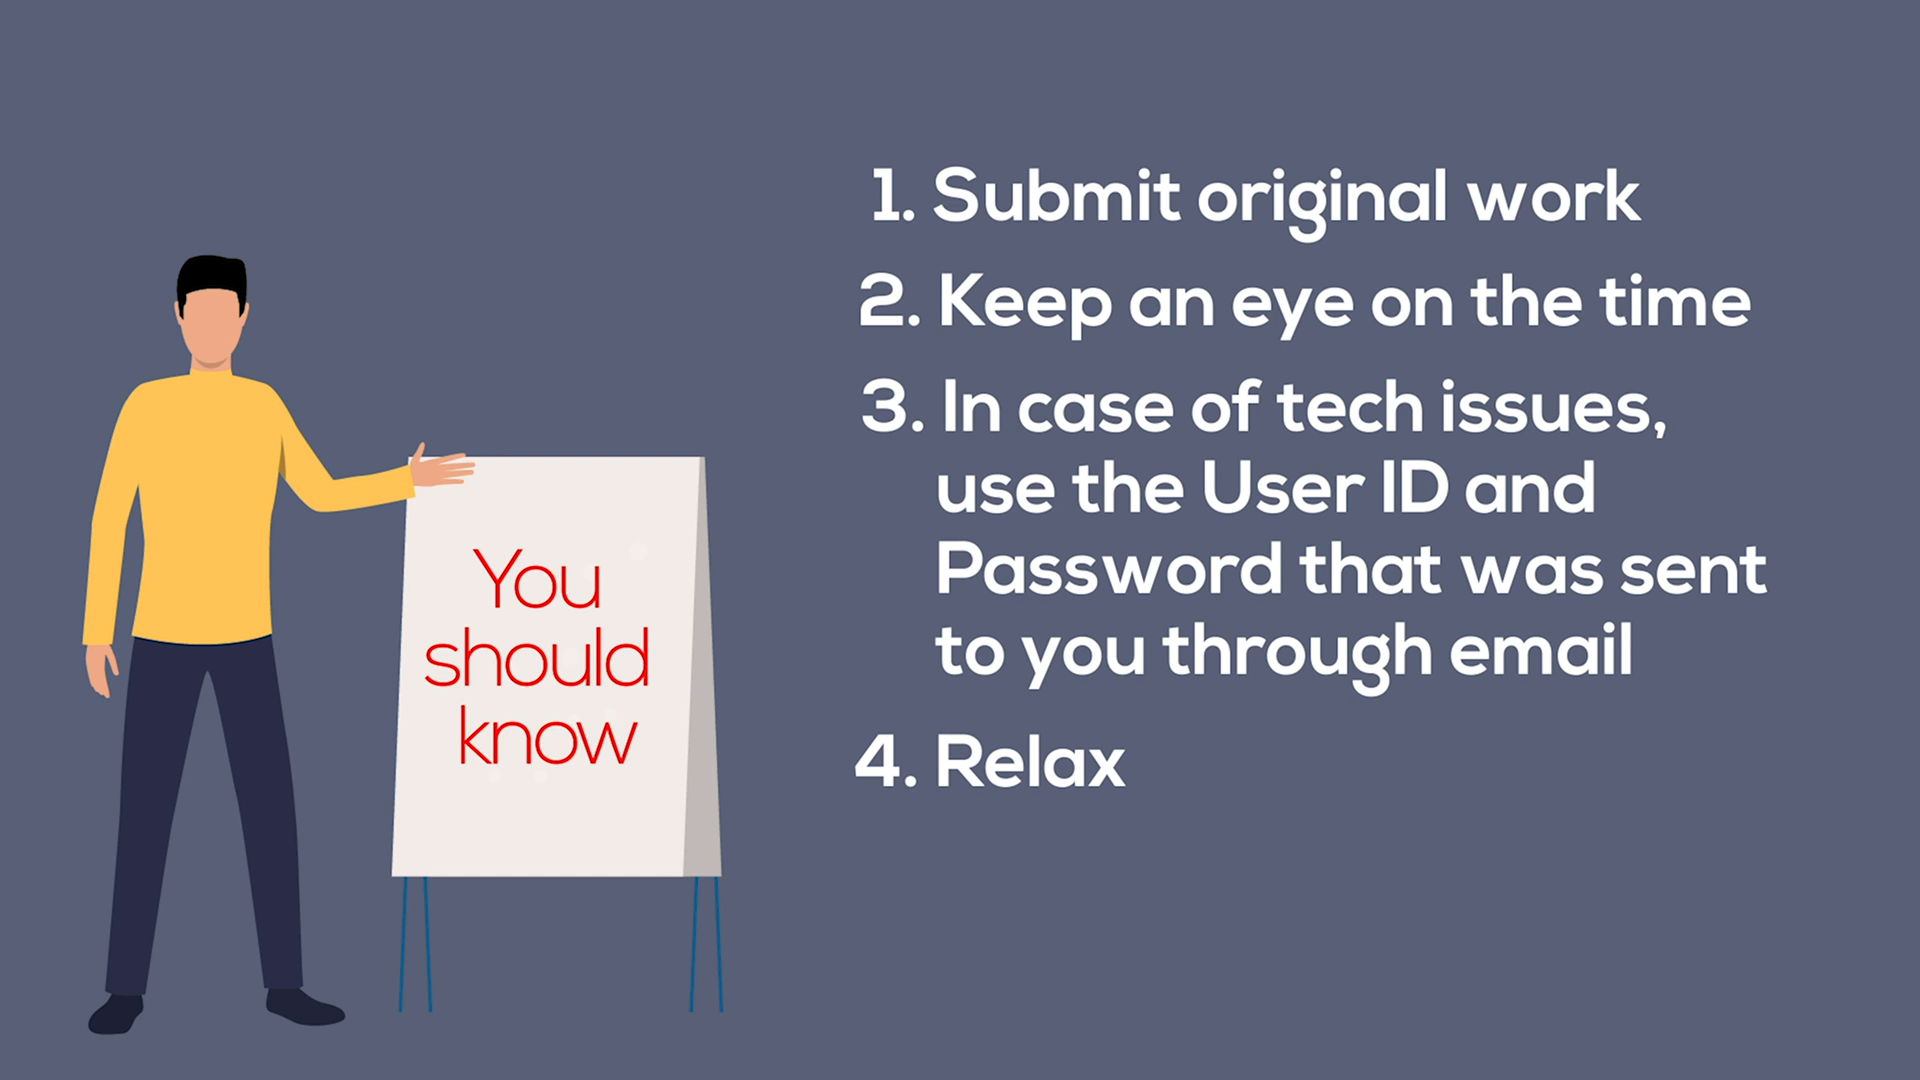 You
should
know
1. Submit original work
2. Keep an eye on the time
3. In case of tech issues,
use the User ID and
Password that was sent
to you through email
4. Relax